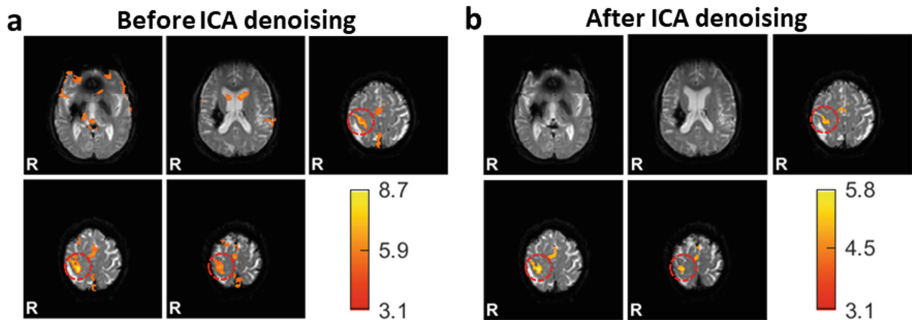 a Before ICA denoising
R R R
R R
8.7
5.9
3.1
b After ICA denoising
R R R
R R
5.8
4.5
3.1